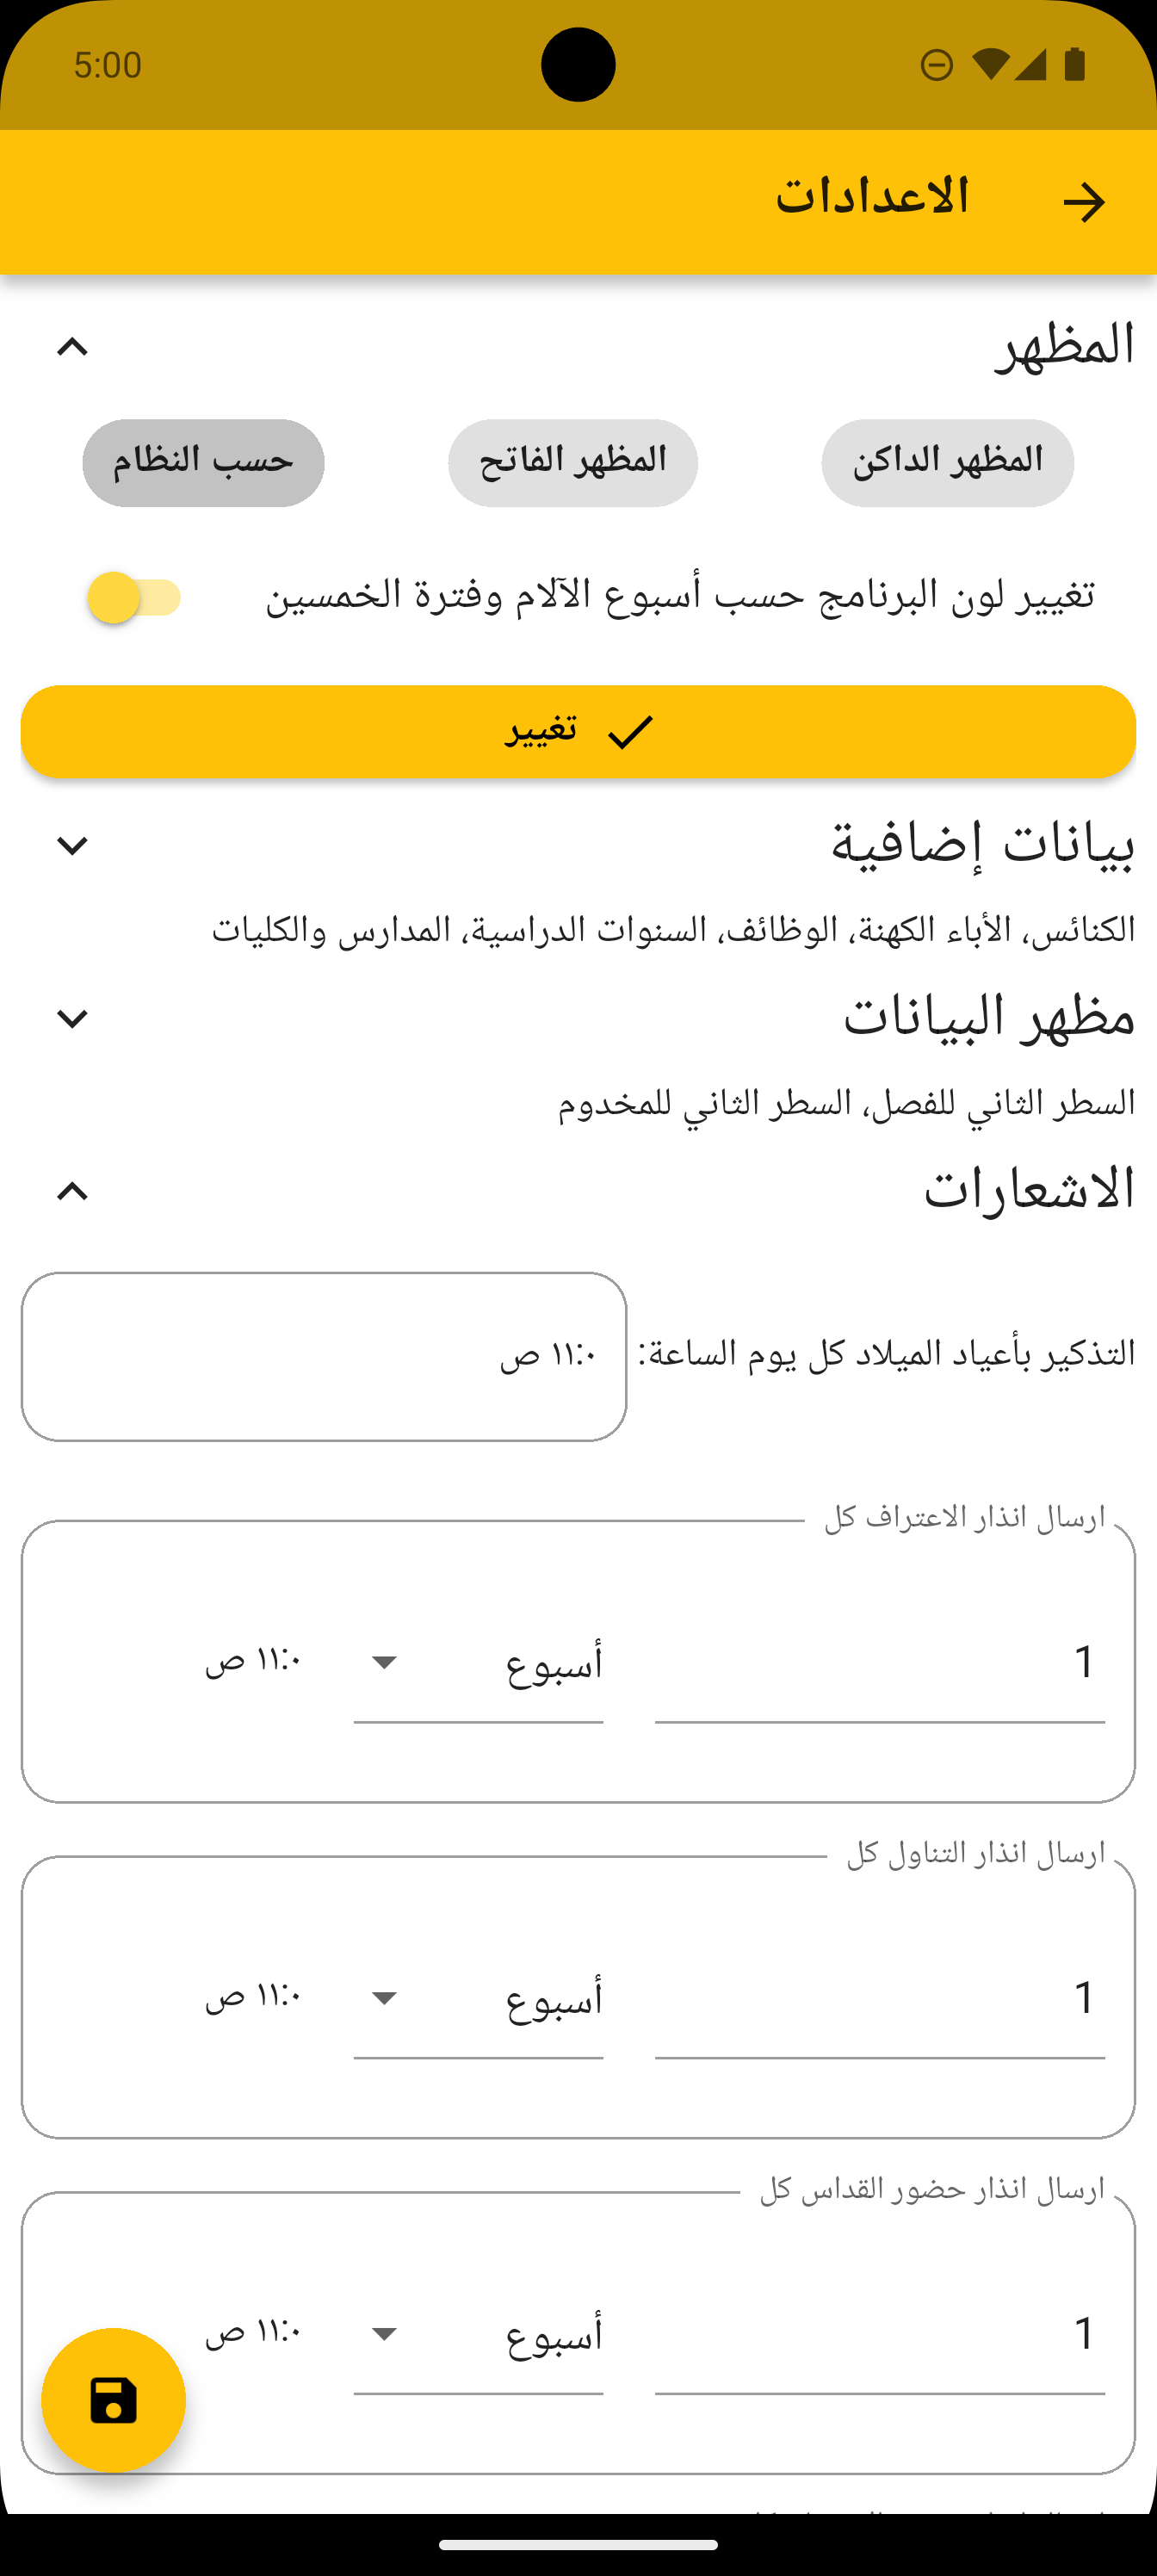 5:00
الاعدادات
المظهر
المظهر الداكن
المظهر الفاتح
حسب النظام
تغيير لون البرنامج حسب أسبوع الآلام وفترة الخمسين
تغيير
بيانات إضافية
الكنائس، الأباء الكهنة، الوظائف، السنوات الدراسية، المدارس والكليات
مظهر البيانات
السطر الثاني للفصل، السطر الثاني للمخدوم
الاشعارات
التذكير بأعياد الميلاد كل يوم الساعة:
١١:٠ ص
ارسال انذار الاعتراف كل
1
أسبوع
١١:٠ ص
ارسال انذار التناول كل
1
أسبوع
١١:٠ ص
ارسال انذار حضور القداس كل
1
أسبوع
١١:٠ ص